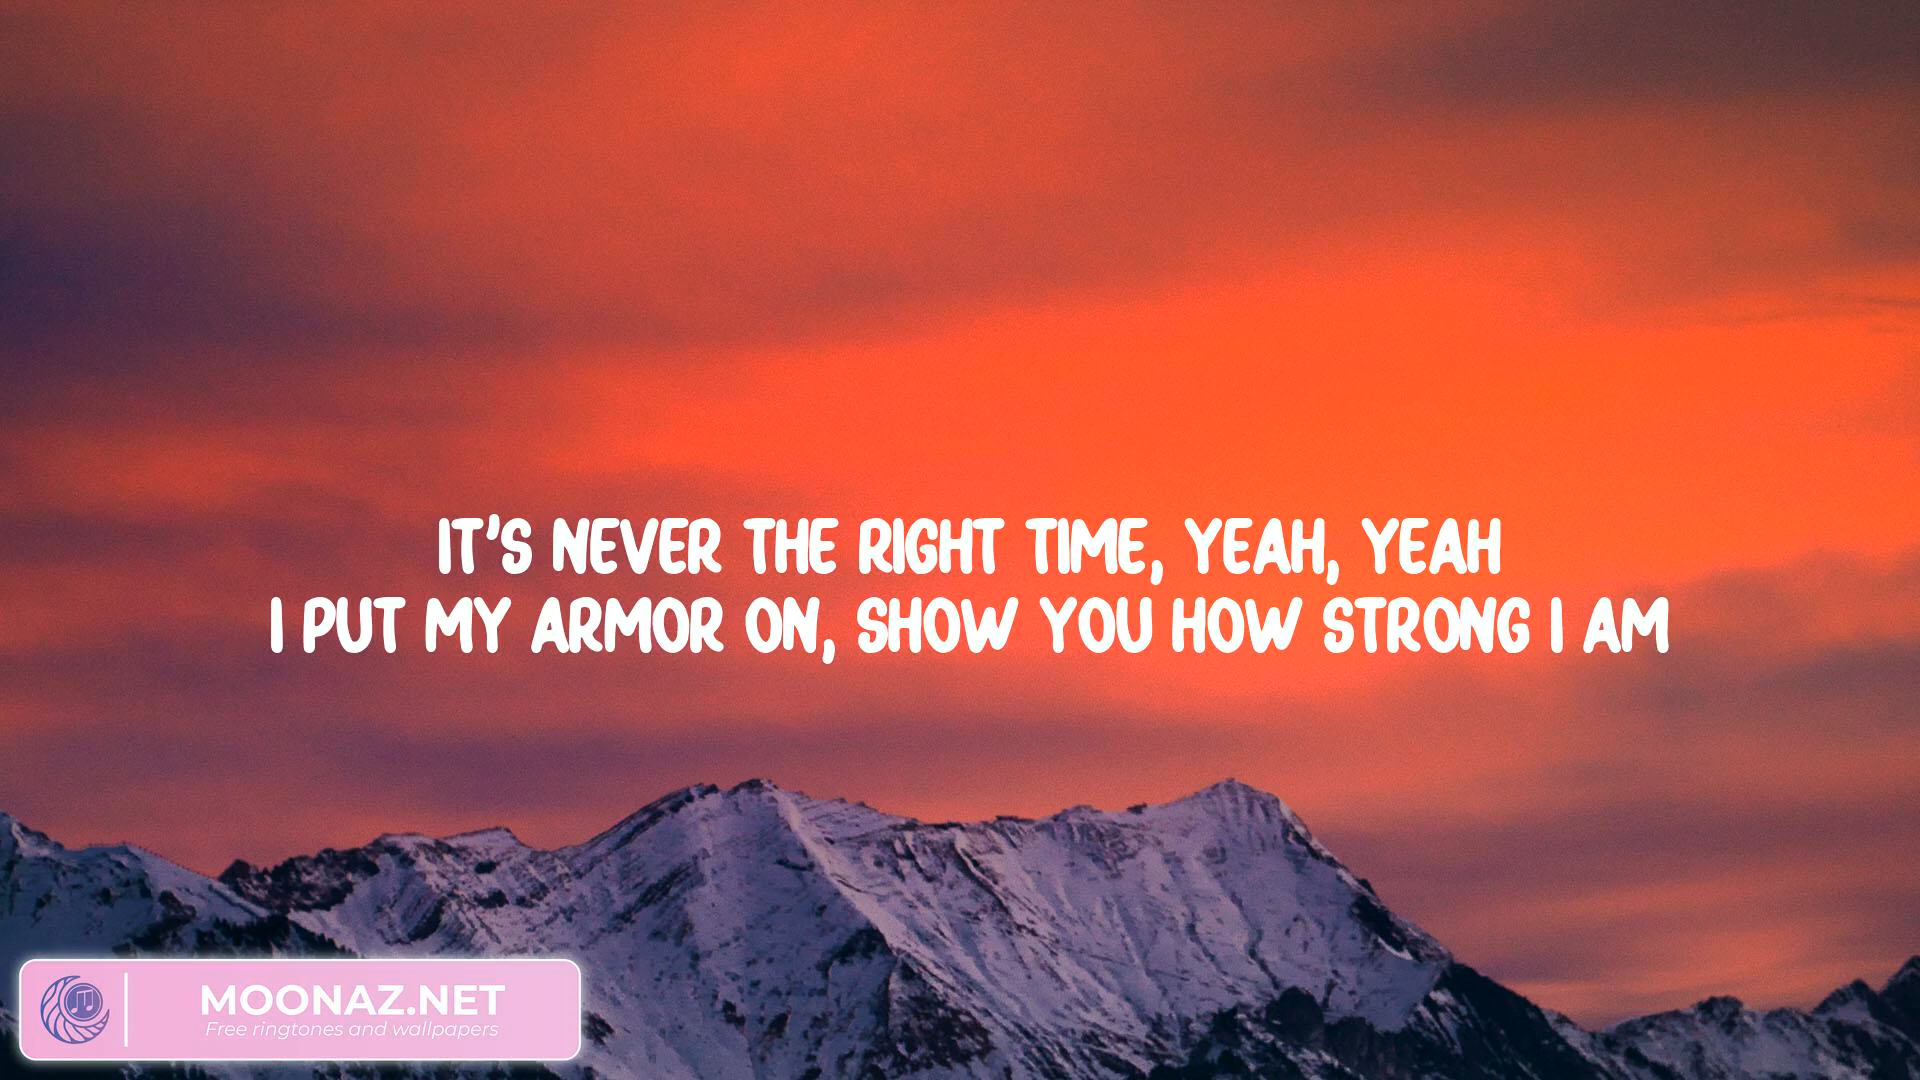 IT'S NEVER THE RIGHT TIME, YEAH, YEAH
I PUT MY ARMOR ON, SHOW YOU HOW STRONG I AM
MOONAZ.NET
Free ringtones and wallpapers